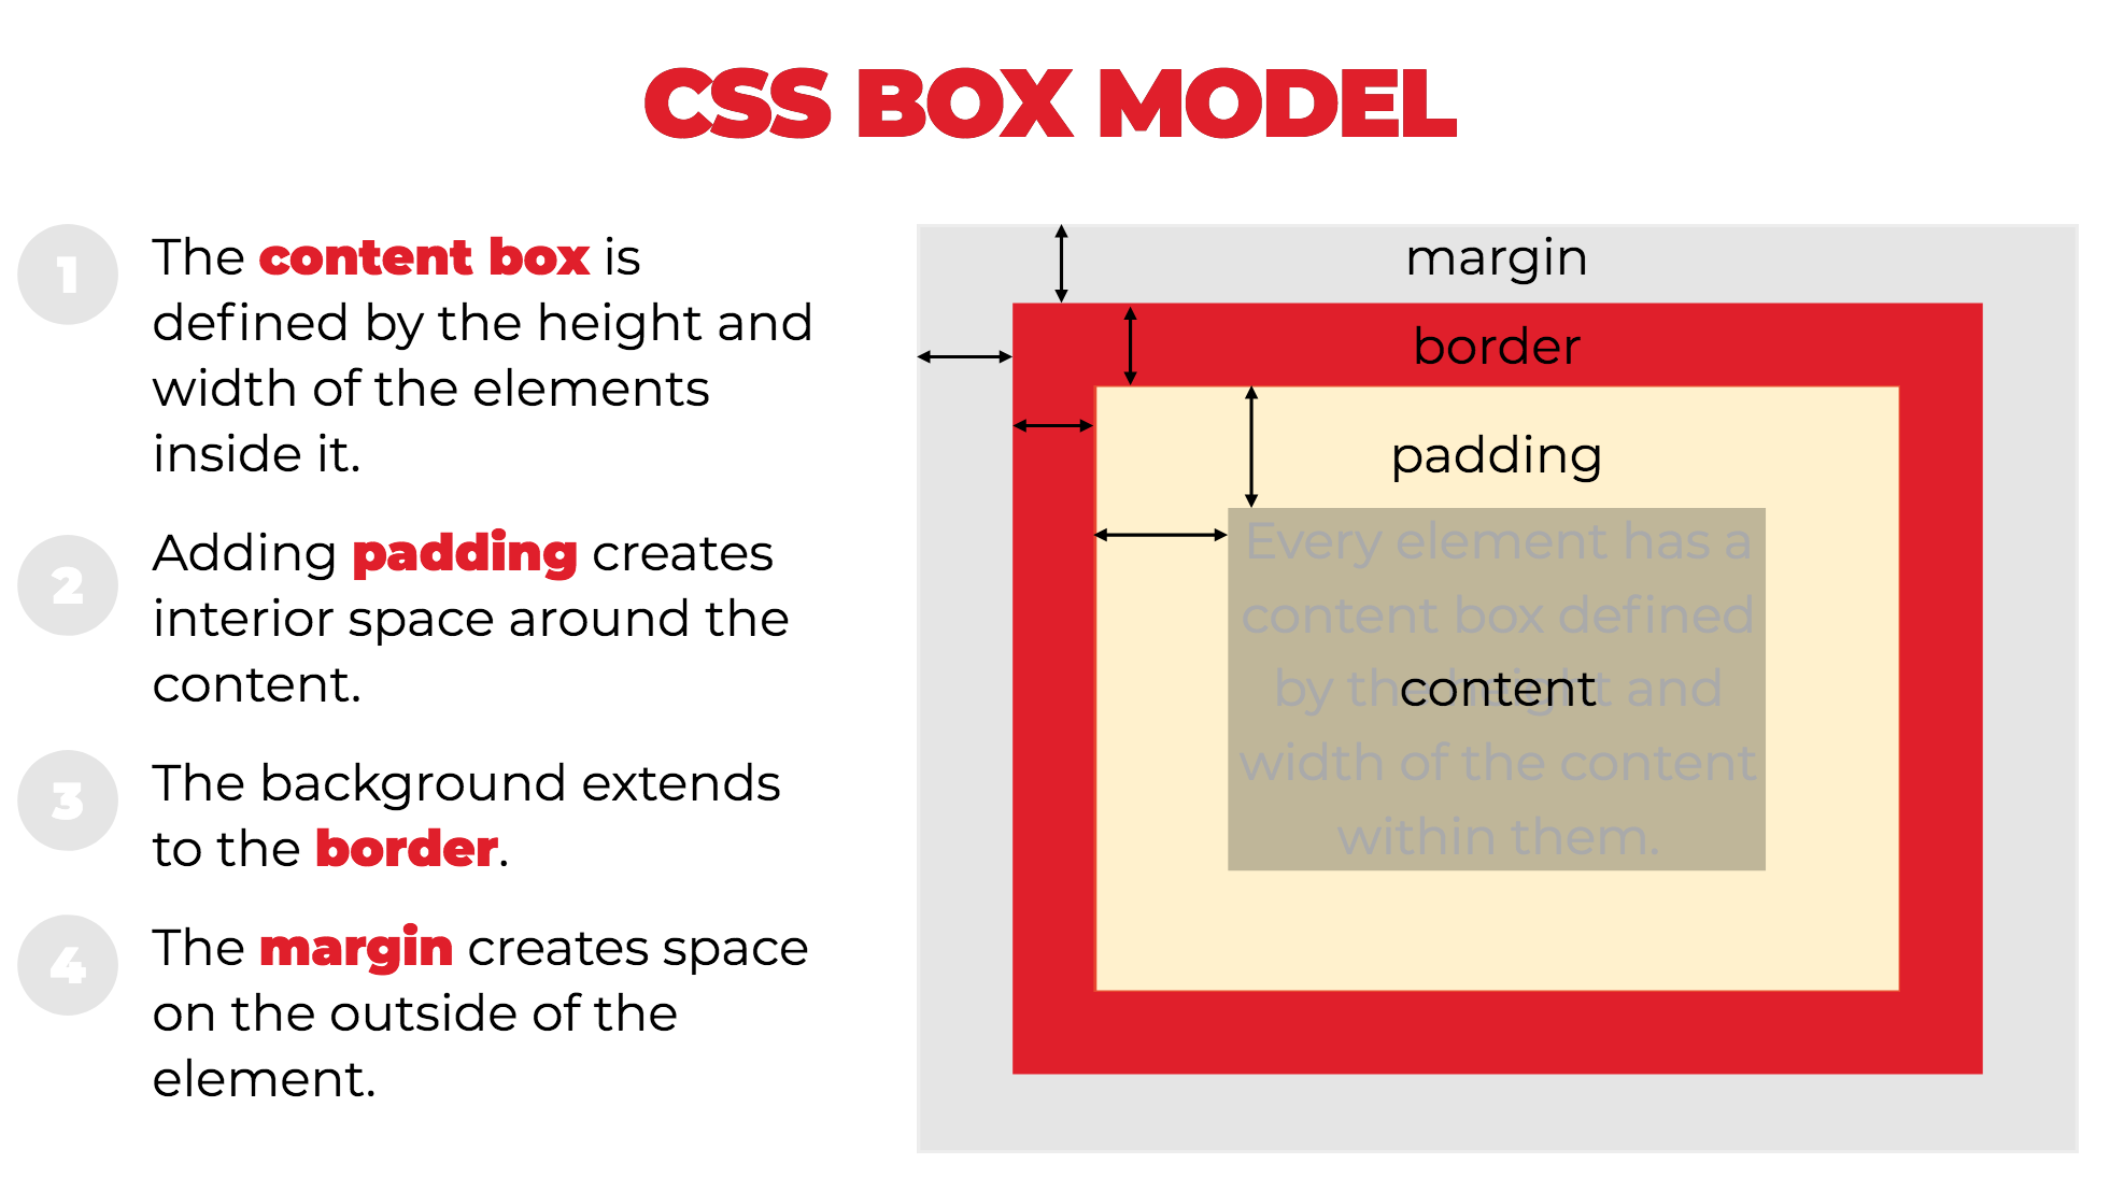 CSS BOX MODEL
1
The content box is
defined by the height and
width of the elements
inside it.
2
Adding padding creates
interior space around the
content.
3
The background extends
to the border.
4
The margin creates space
on the outside of the
element.
margin
border
padding
Every element has a
content box defined
by the height and
content
width of the content
within them.